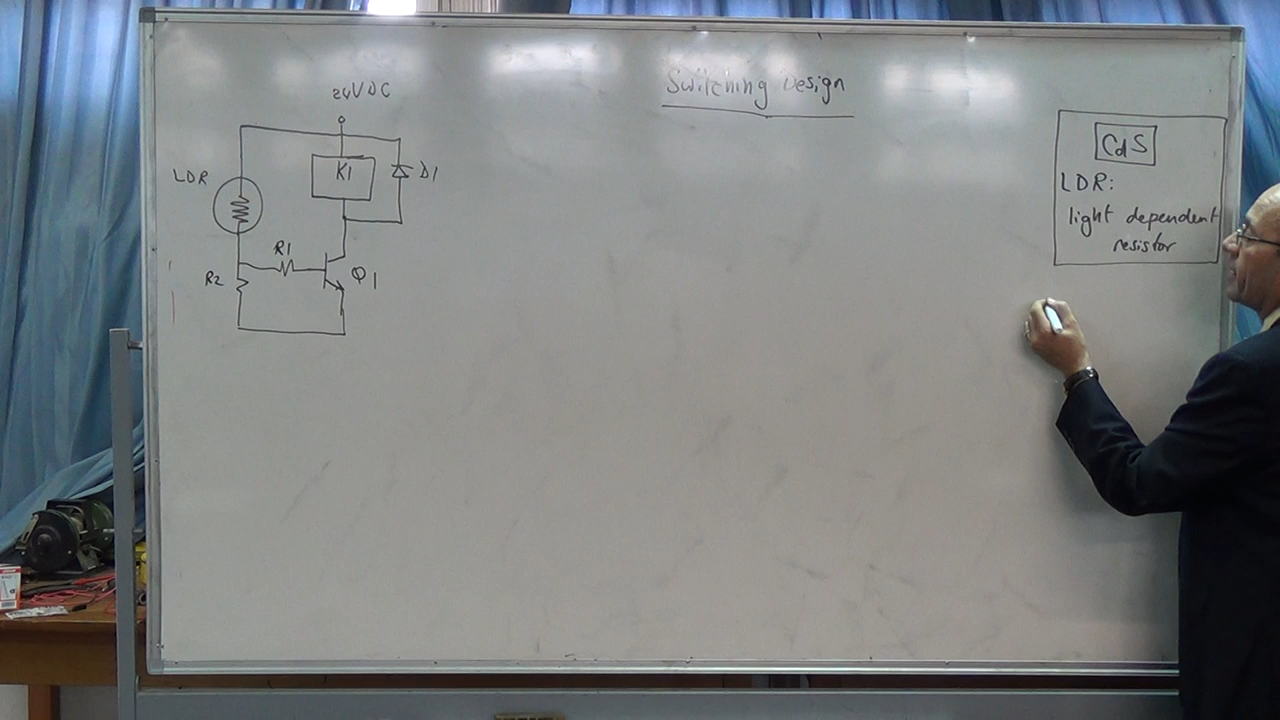 Switching Design
24VDC
K1
D1
LDR
R1
R2
Q1
CdS
LDR:
light dependent
resistor